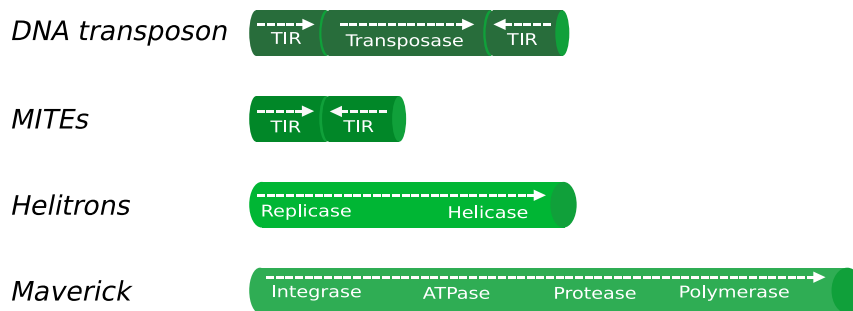 DNA transposon TIR Transposase TIR
MITEs TIR TIR
Helitrons Replicase Helicase
Maverick Integrase ATPase Protease Polymerase